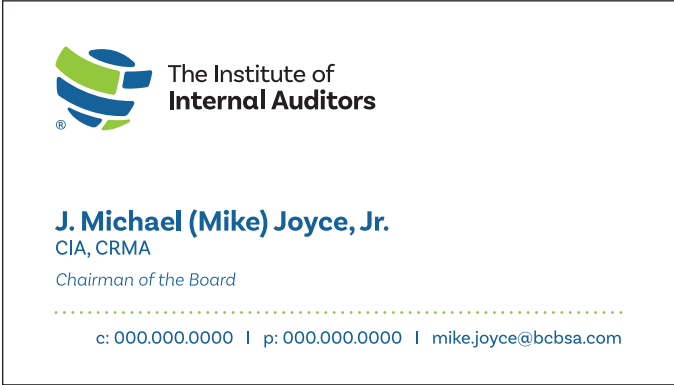 The Institute of
Internal Auditors
®
J. Michael (Mike) Joyce, Jr.
CIA, CRMA
Chairman of the Board
c: 000.000.0000 | p: 000.000.0000 | mike.joyce@bcbsa.com